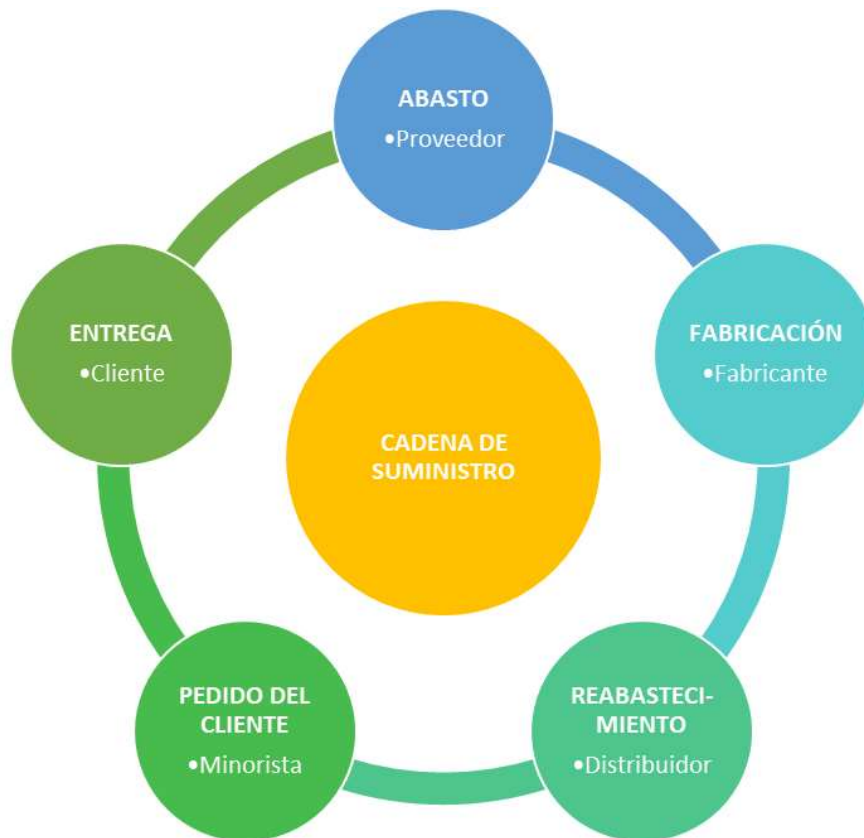 ABASTO
•Proveedor
FABRICACIÓN
•Fabricante
REABASTECI-
MIENTO
•Distribuidor
PEDIDO DEL
CLIENTE
•Minorista
ENTREGA
•Cliente
CADENA DE
SUMINISTRO